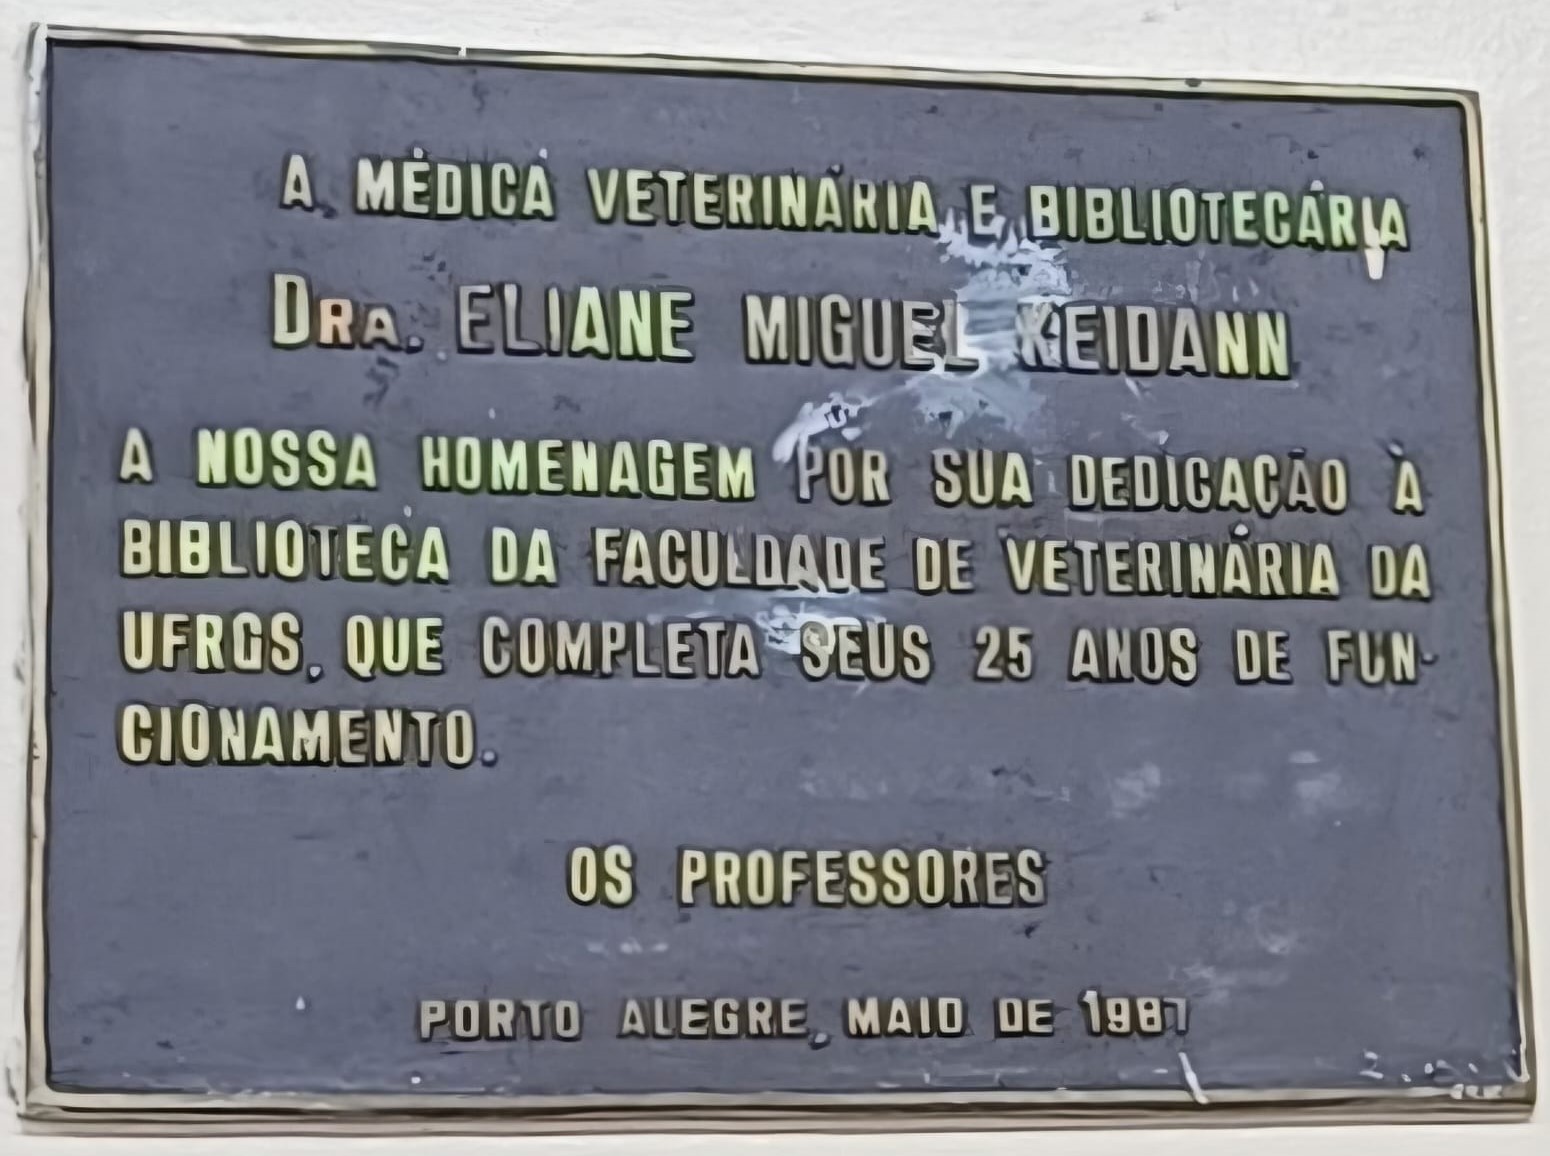 A MÉDICA VETERINÁRIA E BIBLIOTECÁRIA
DRA. ELIANE MIGUEL KEIDANN
A NOSSA HOMENAGEM POR SUA DEDICAÇÃO À
BIBLIOTECA DA FACULDADE DE VETERINÁRIA DA
UFRGS, QUE COMPLETA SEUS 25 ANOS DE FUN-
CIONAMENTO.
OS PROFESSORES
PORTO ALEGRE, MAIO DE 1987